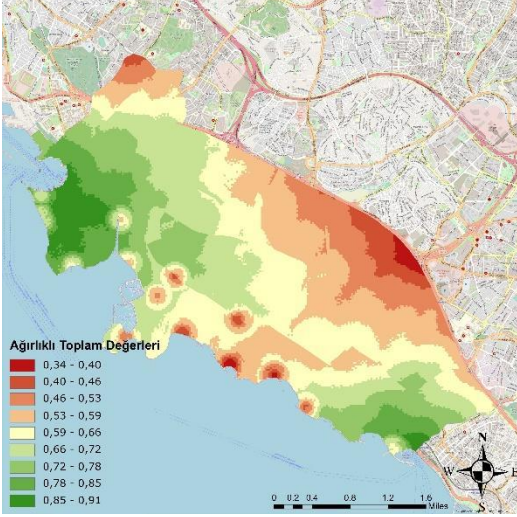 Ağırlıklı Toplam Değerleri
0,34 - 0,40
0,40 - 0,46
0,46 - 0,53
0,53 - 0,59
0,59 - 0,66
0,66 - 0,72
0,72 - 0,78
0,78 - 0,85
0,85 - 0,91
N
W E
S
0 0.2 0.4 0.8 1.2 1.6
Miles